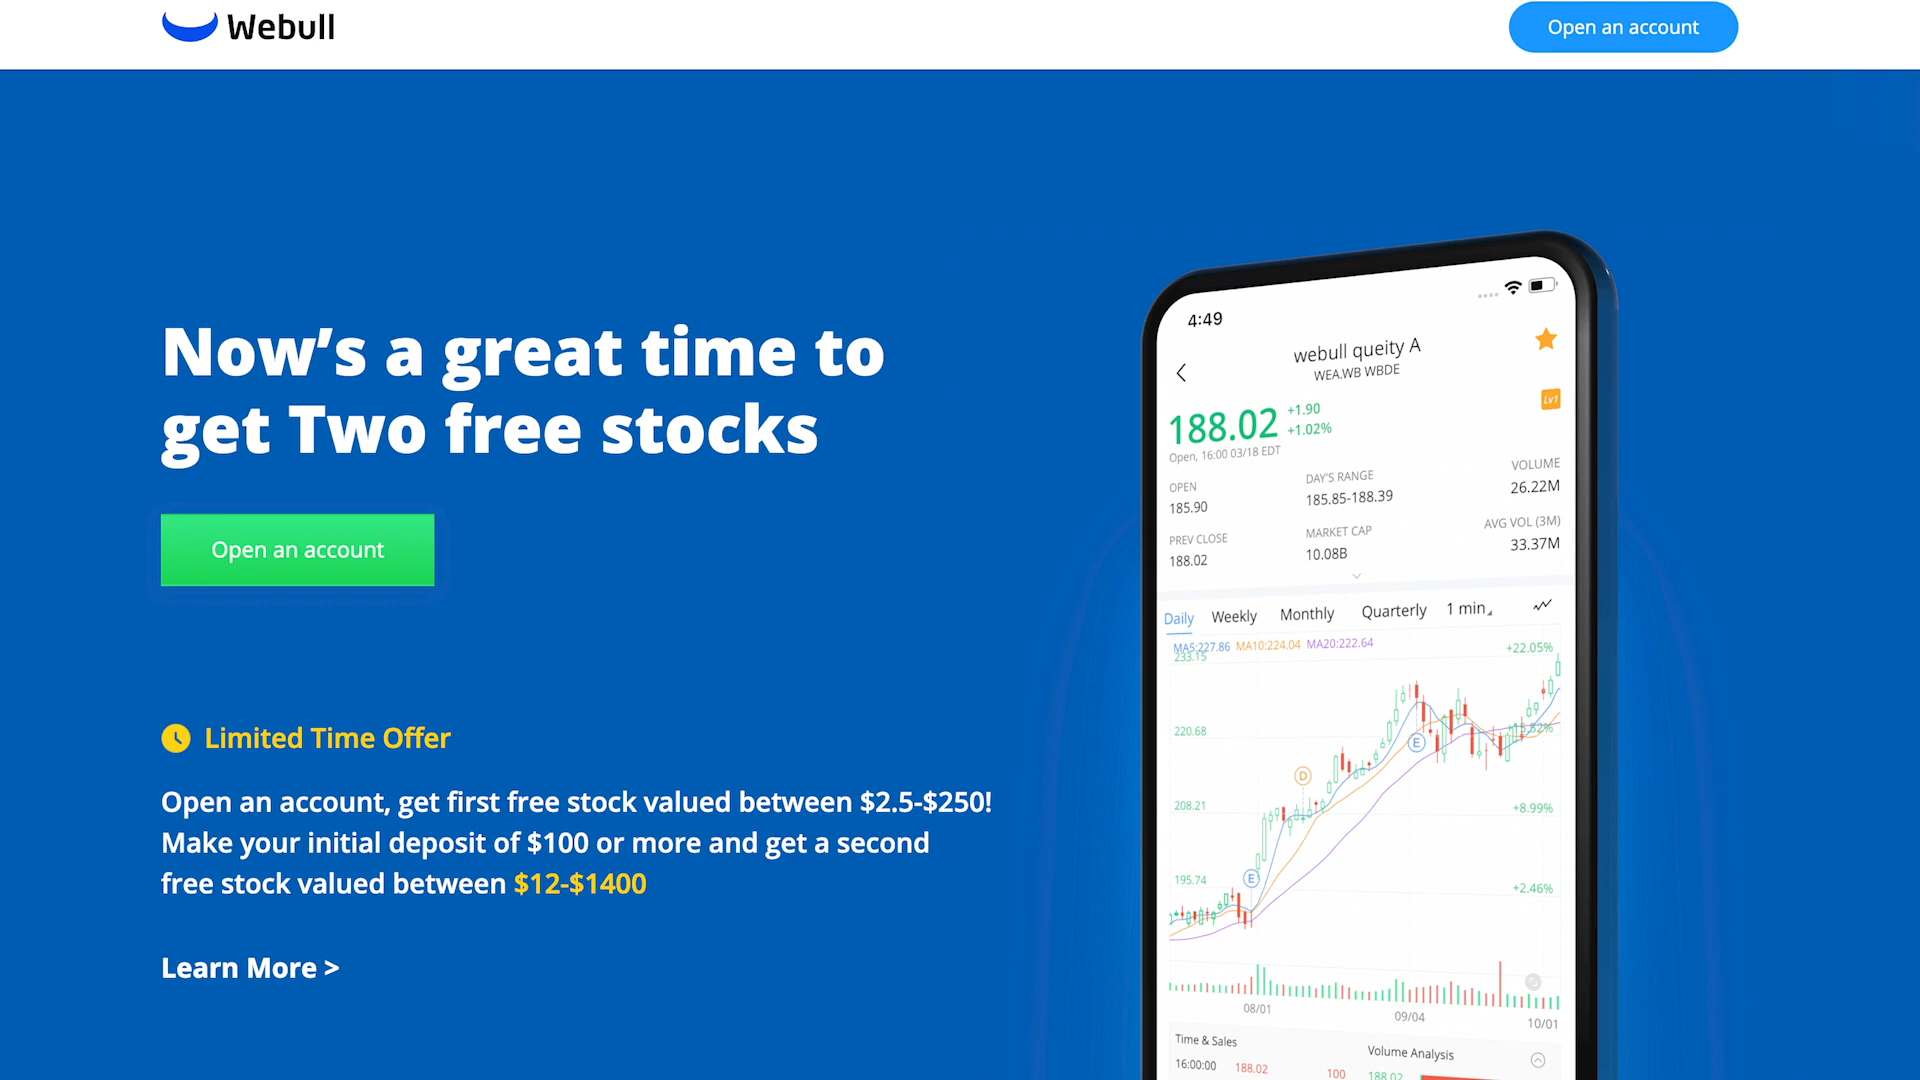 Webull
Open an account
Now’s a great time to
get Two free stocks
Open an account
Limited Time Offer
Open an account, get first free stock valued between $2.5-$250!
Make your initial deposit of $100 or more and get a second
free stock valued between $12-$1400
Learn More >
4:49
webull queity A
WEA.WB WBDE
Lv1
188.02
+1.90
+1.02%
Open, 16:00 03/18 EDT
OPEN
185.90
DAY'S RANGE
185.85-188.39
VOLUME
26.22M
PREV CLOSE
188.02
MARKET CAP
10.08B
AVG VOL (3M)
33.37M
Daily Weekly Monthly Quarterly 1 min
MA5:227.86 MA10:224.04 MA20:222.64
233.15
+22.05%
220.68
+15.52%
E
D
208.21
+8.99%
195.74
E
+2.46%
08/01
09/04
10/01
Time & Sales
Volume Analysis
16:00:00 188.02 100
188.02